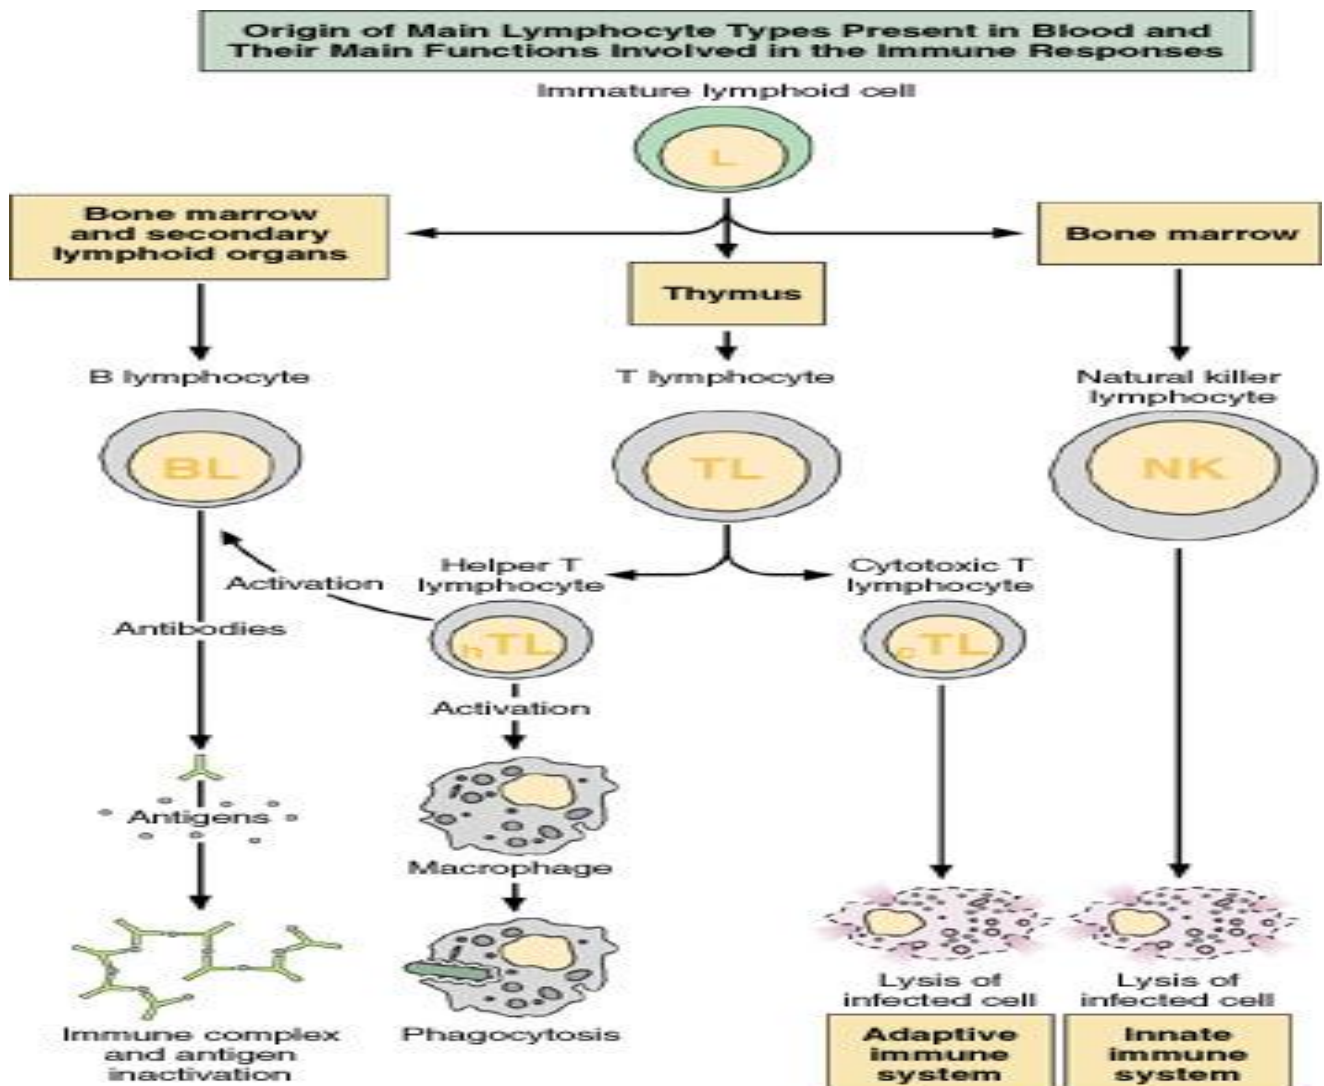 Origin of Main Lymphocyte Types Present in Blood and
Their Main Functions Involved in the Immune Responses
Immature lymphoid cell
L
Bone marrow
and secondary
lymphoid organs
Thymus
Bone marrow
B lymphocyte
T lymphocyte
Natural killer
lymphocyte
BL
TL
NK
Helper T
lymphocyte
Cytotoxic T
lymphocyte
Activation
Antibodies
hTL
cTL
Activation
Antigens
Macrophage
Immune complex
and antigen
inactivation
Phagocytosis
Lysis of
infected cell
Lysis of
infected cell
Adaptive
immune
system
Innate
immune
system